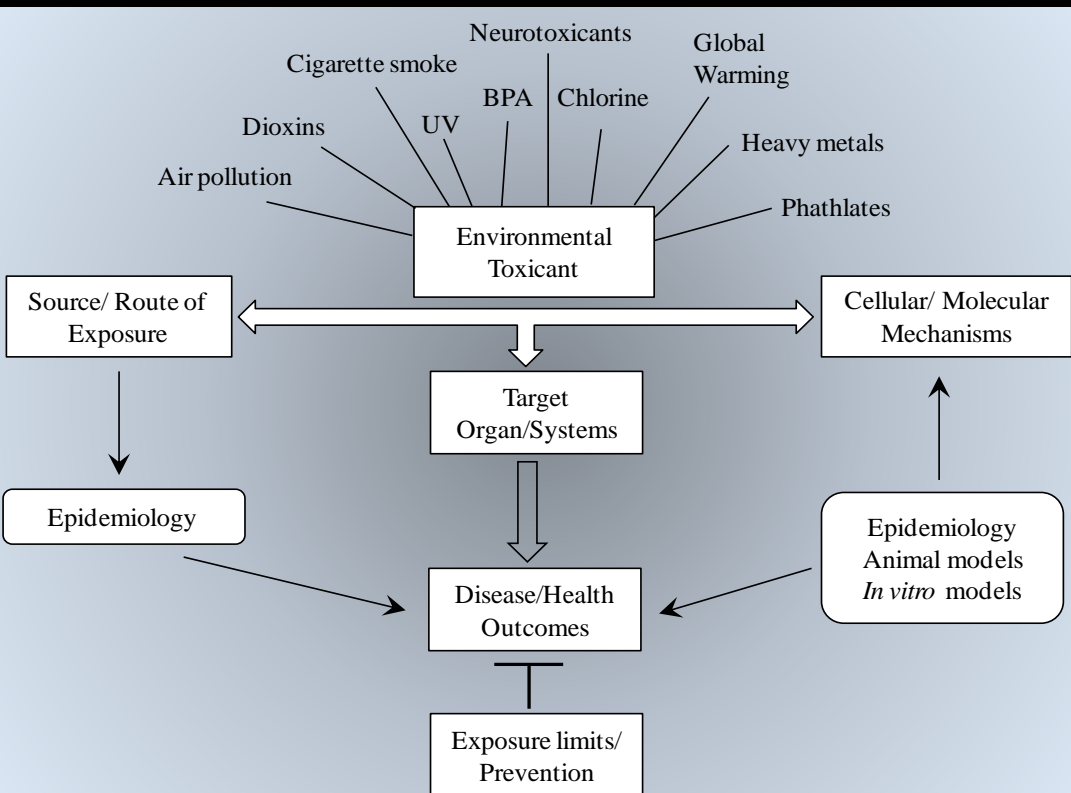 Neurotoxicants
Global
Warming
Cigarette smoke
BPA
Chlorine
UV
Dioxins
Heavy metals
Air pollution
Phathlates
Environmental
Toxicant
Source/ Route of
Exposure
Cellular/ Molecular
Mechanisms
Target
Organ/Systems
Epidemiology
Epidemiology
Animal models
In vitro models
Disease/Health
Outcomes
Exposure limits/
Prevention